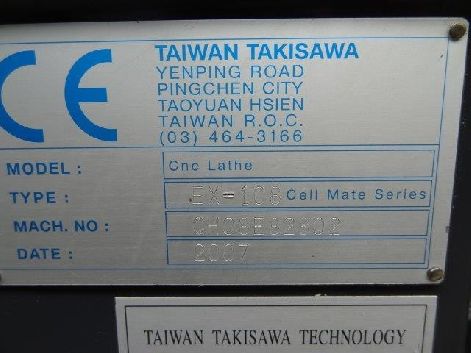 CE
TAIWAN TAKISAWA
YENPING ROAD
PINGCHEN CITY
TAOYUAN HSIEN
TAIWAN R.O.C.
(03) 464-3166
MODEL : Cnc Lathe
TYPE : EX-108 Cell Mate Series
MACH. NO :
DATE : 2007
TAIWAN TAKISAWA TECHNOLOGY